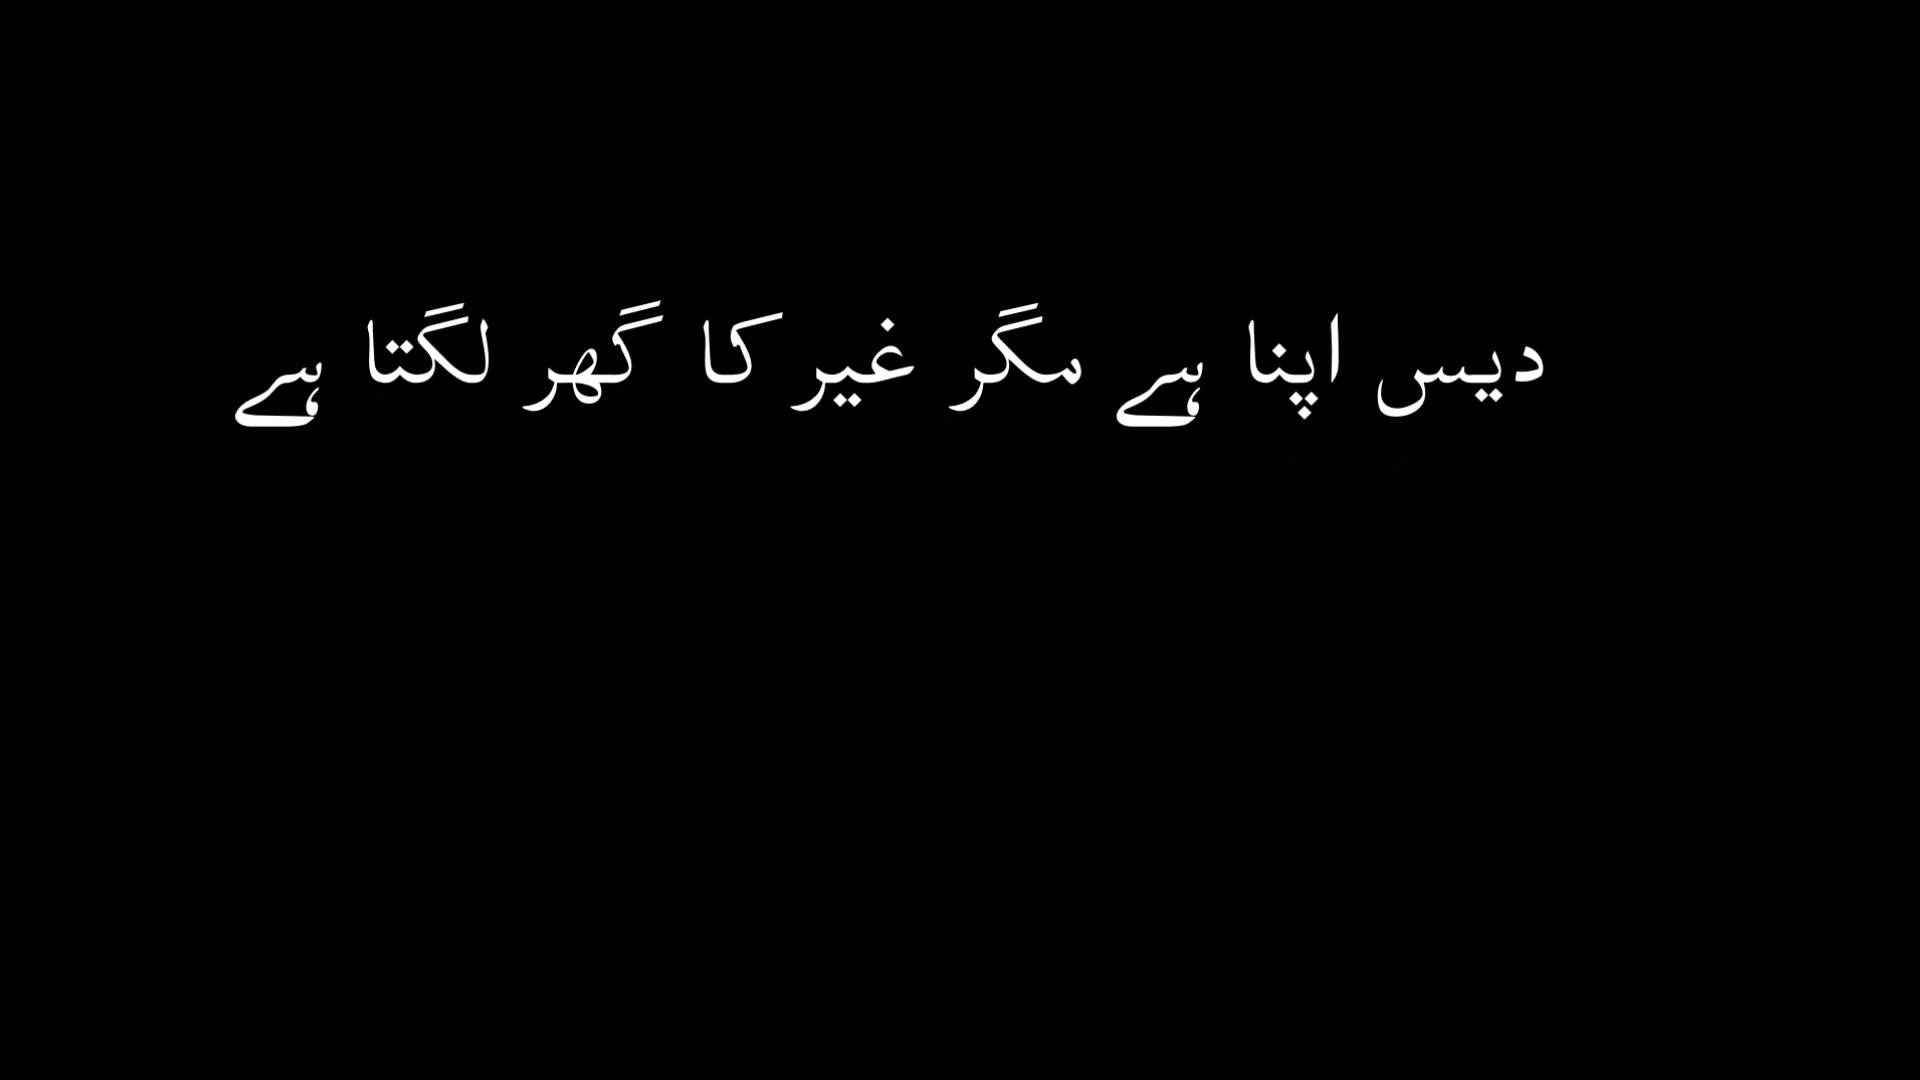 دیس اپنا ہے مگر غیر کا گھر لگتا ہے